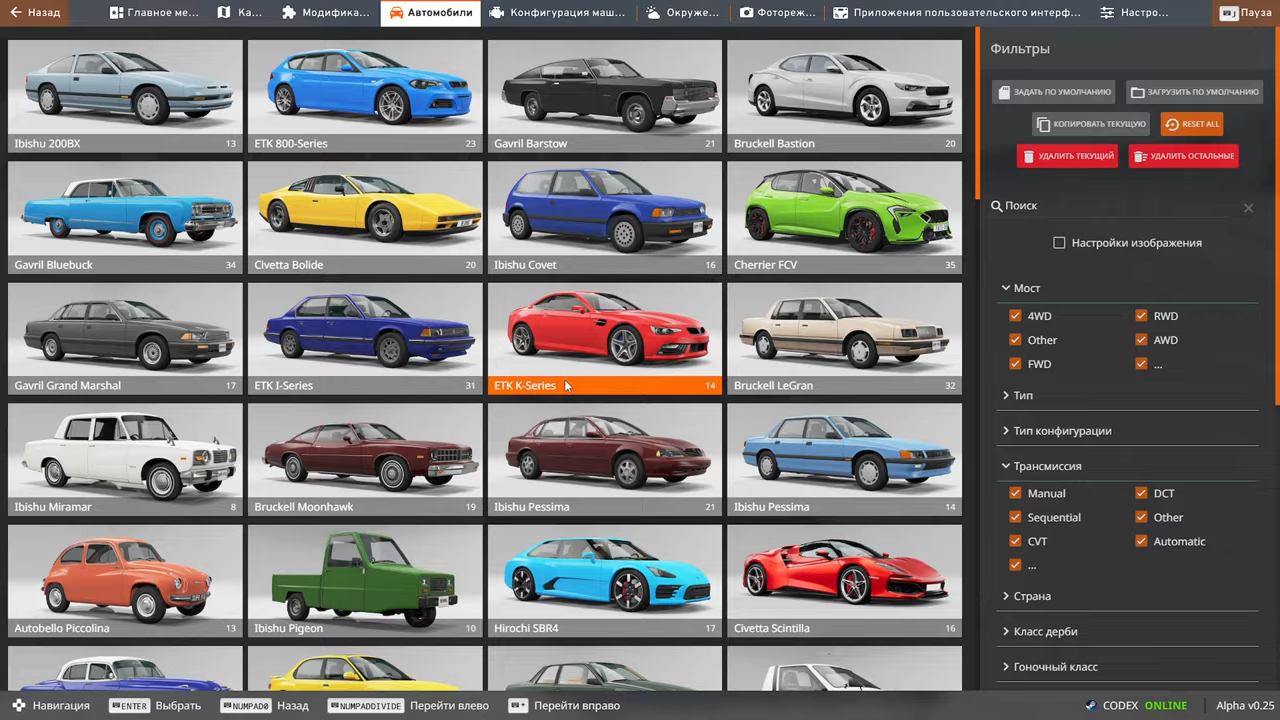 Назад
Главное ме...
Ка...
Модифика...
Автомобили
Конфигурация маш...
Окруже...
Фотореж...
Приложения пользовательского интерф...
Настро...
Пауза
Ibishu 200BX 13
ETK 800-Series 23
Gavril Barstow 21
Bruckell Bastion 20
Gavril Bluebuck 34
Civetta Bolide 20
Ibishu Covet 16
Cherrier FCV 35
Gavril Grand Marshal 17
ETK I-Series 31
ETK K-Series 14
Bruckell LeGran 32
Ibishu Miramar 8
Bruckell Moonhawk 19
Ibishu Pessima 21
Ibishu Pessima 14
Autobello Piccolina 13
Ibishu Pigeon 10
Hirochi SBR4 17
Civetta Scintilla 16
Фильтры
ЗАДАТЬ ПО УМОЛЧАНИЮ
ЗАГРУЗИТЬ ПО УМОЛЧАНИЮ
КОПИРОВАТЬ ТЕКУЩУЮ
RESET ALL
УДАЛИТЬ ТЕКУЩИЙ
УДАЛИТЬ ОСТАЛЬНЫЕ
Поиск
Настройки изображения
Мост
4WD RWD
Other AWD
FWD ...
Тип
Тип конфигурации
Трансмиссия
Manual DCT
Sequential Other
CVT Automatic
...
Страна
Класс дерби
Гоночный класс
Навигация
ENTER Выбрать
NUMPAD0 Назад
NUMPADDIVIDE Перейти влево
* Перейти вправо
CODEX ONLINE
Alpha v0.25